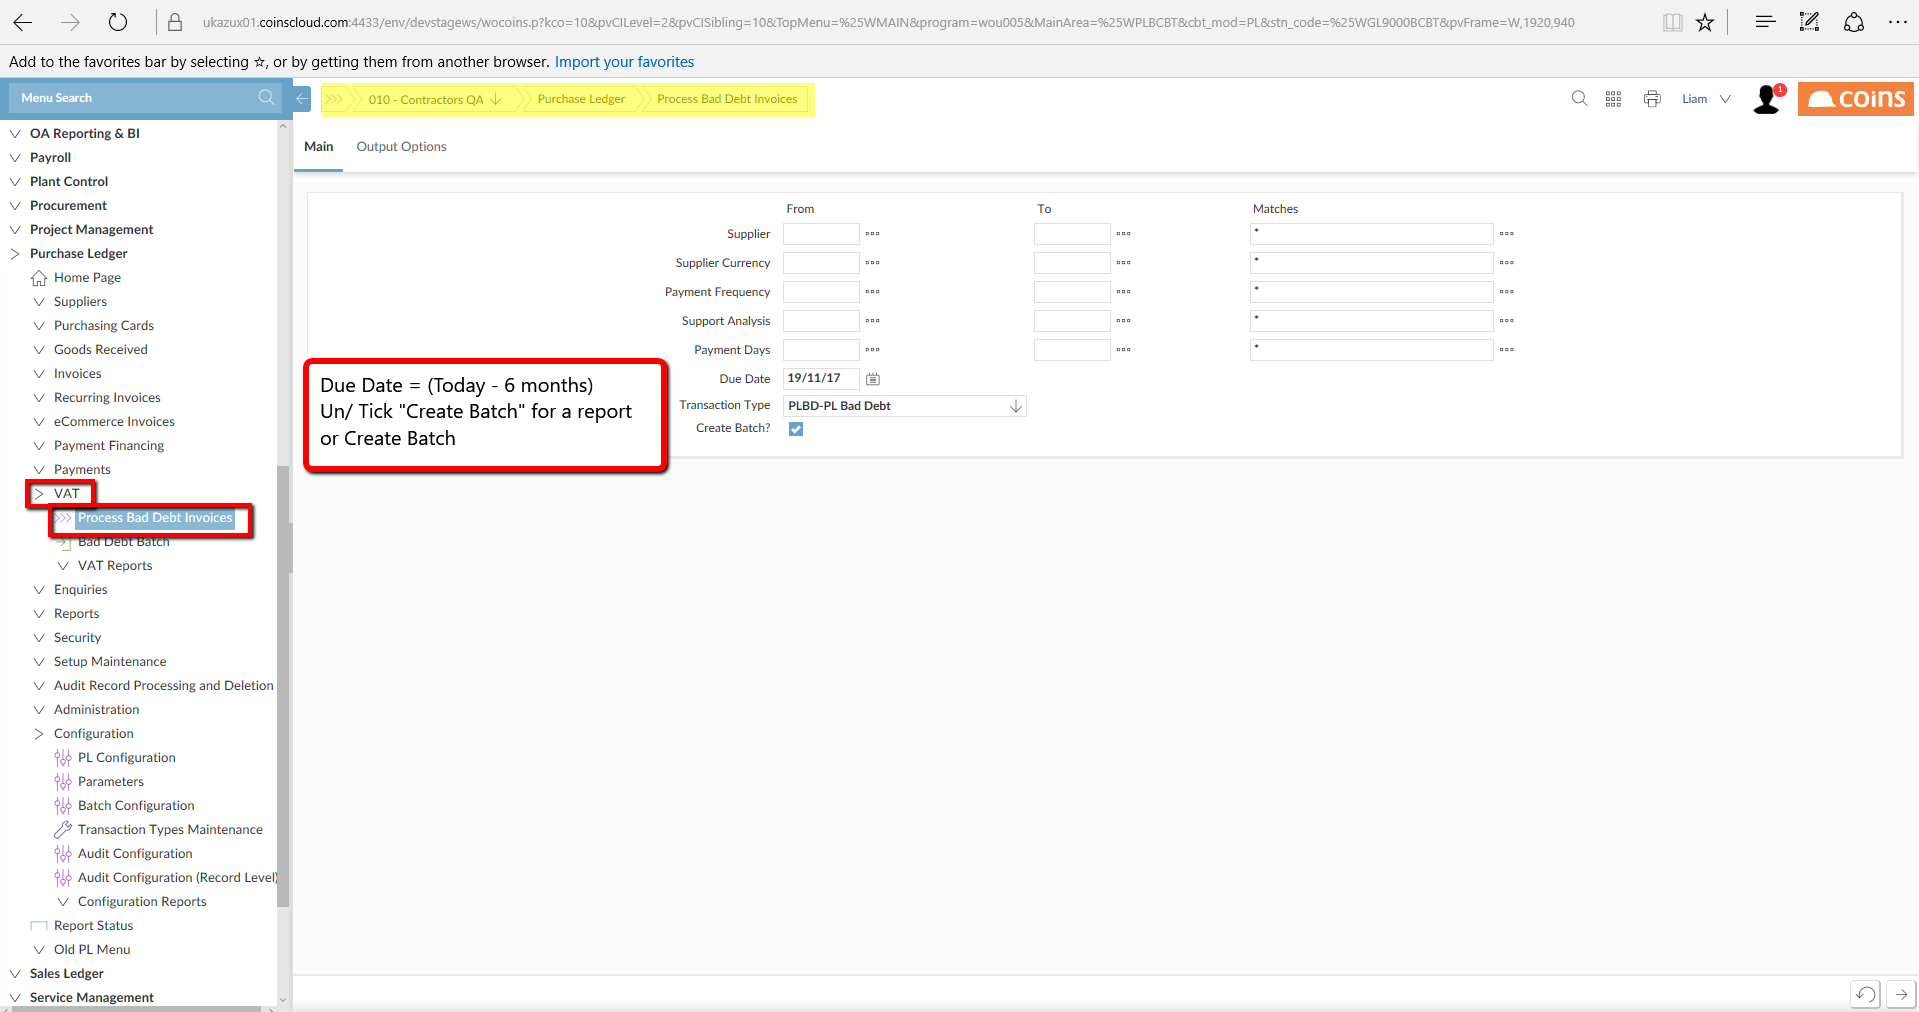 ukazux01.coinscloud.com:4433/env/devstagews/wocoins.p?kco=10&pvCILevel=2&pvCISibling=10&TopMenu=%25WMAIN&program=wou005&MainArea=%25WPLBCBT&cbt_mod=PL&stn_code=%25WGL9000BCBT&pvFrame=W,1920,940
Add to the favorites bar by selecting ☆, or by getting them from another browser. Import your favorites
Menu Search
010 - Contractors QA
Purchase Ledger
Process Bad Debt Invoices
Liam
1
coins
OA Reporting & BI
Payroll
Plant Control
Procurement
Project Management
Purchase Ledger
Home Page
Suppliers
Purchasing Cards
Goods Received
Invoices
Recurring Invoices
eCommerce Invoices
Payment Financing
Payments
VAT
Process Bad Debt Invoices
Bad Debt Batch
VAT Reports
Enquiries
Reports
Security
Setup Maintenance
Audit Record Processing and Deletion
Administration
Configuration
PL Configuration
Parameters
Batch Configuration
Transaction Types Maintenance
Audit Configuration
Audit Configuration (Record Level)
Configuration Reports
Report Status
Old PL Menu
Sales Ledger
Service Management
Main
Output Options
From To Matches
Supplier *
Supplier Currency *
Payment Frequency *
Support Analysis *
Payment Days *
Due Date 19/11/17
Transaction Type PLBD-PL Bad Debt
Create Batch?
Due Date = (Today - 6 months)
Un/ Tick "Create Batch" for a report
or Create Batch